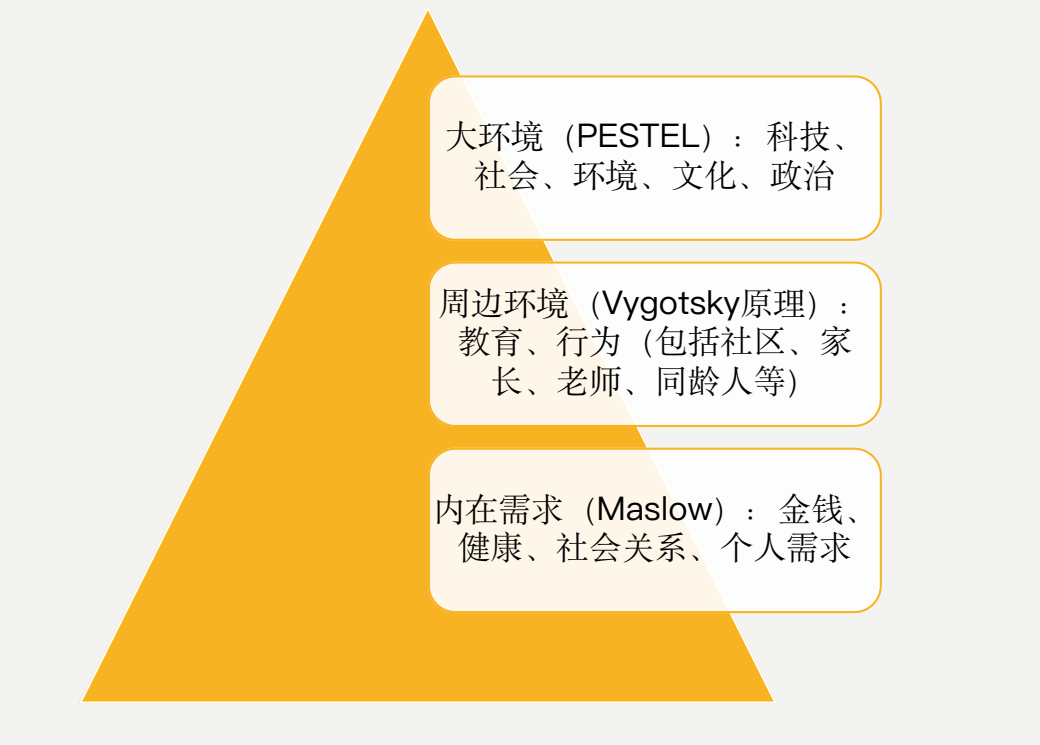 大环境（PESTEL）： 科技、
社会、环境、文化、政治
周边环境（Vygotsky原理）：
教育、行为（包括社区、家
长、老师、同龄人等）
内在需求（Maslow）： 金钱、
健康、社会关系、个人需求